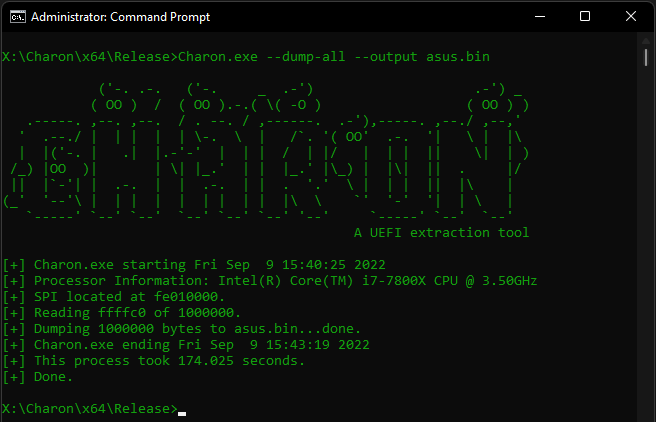 Administrator: Command Prompt
X:\Charon\x64\Release>Charon.exe --dump-all --output asus.bin
CHARON
A UEFI extraction tool
[+] Charon.exe starting Fri Sep  9 15:40:25 2022
[+] Processor Information: Intel(R) Core(TM) i7-7800X CPU @ 3.50GHz
[+] SPI located at fe010000.
[+] Reading ffffc0 of 1000000.
[+] Dumping 1000000 bytes to asus.bin...done.
[+] Charon.exe ending Fri Sep  9 15:43:19 2022
[+] This process took 174.025 seconds.
[+] Done.
X:\Charon\x64\Release>